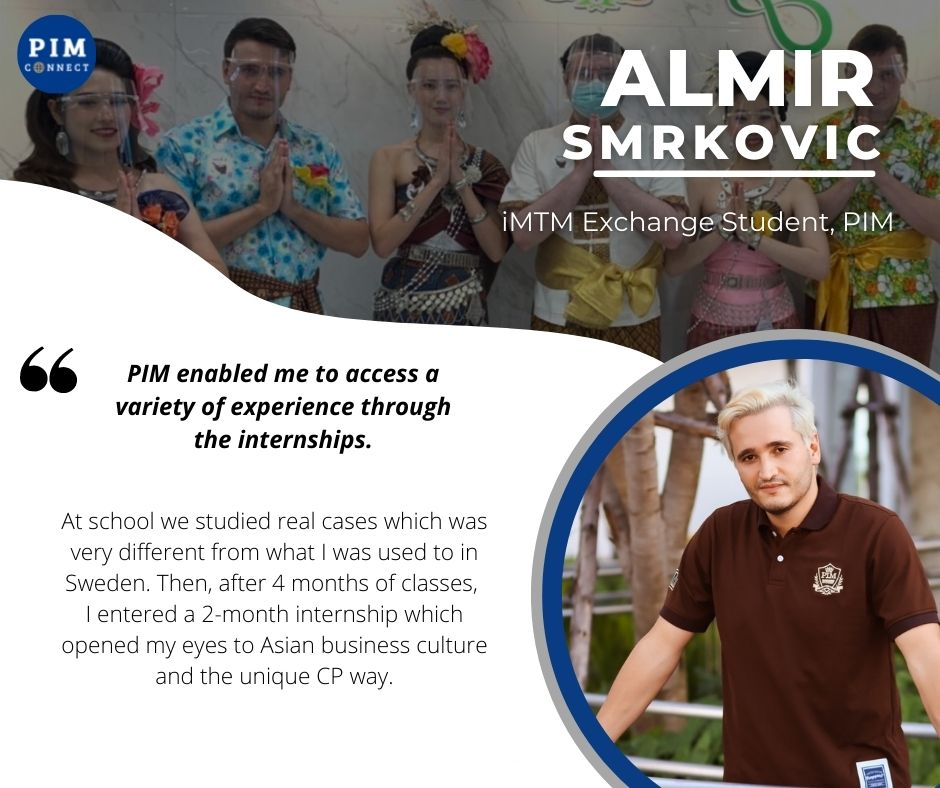 PIM
CONNECT
ALMIR
SMRKOVIC
iMTM Exchange Student, PIM
“
PIM enabled me to access a
variety of experience through
the internships.
At school we studied real cases which was
very different from what I was used to in
Sweden. Then, after 4 months of classes,
I entered a 2-month internship which
opened my eyes to Asian business culture
and the unique CP way.
PIM